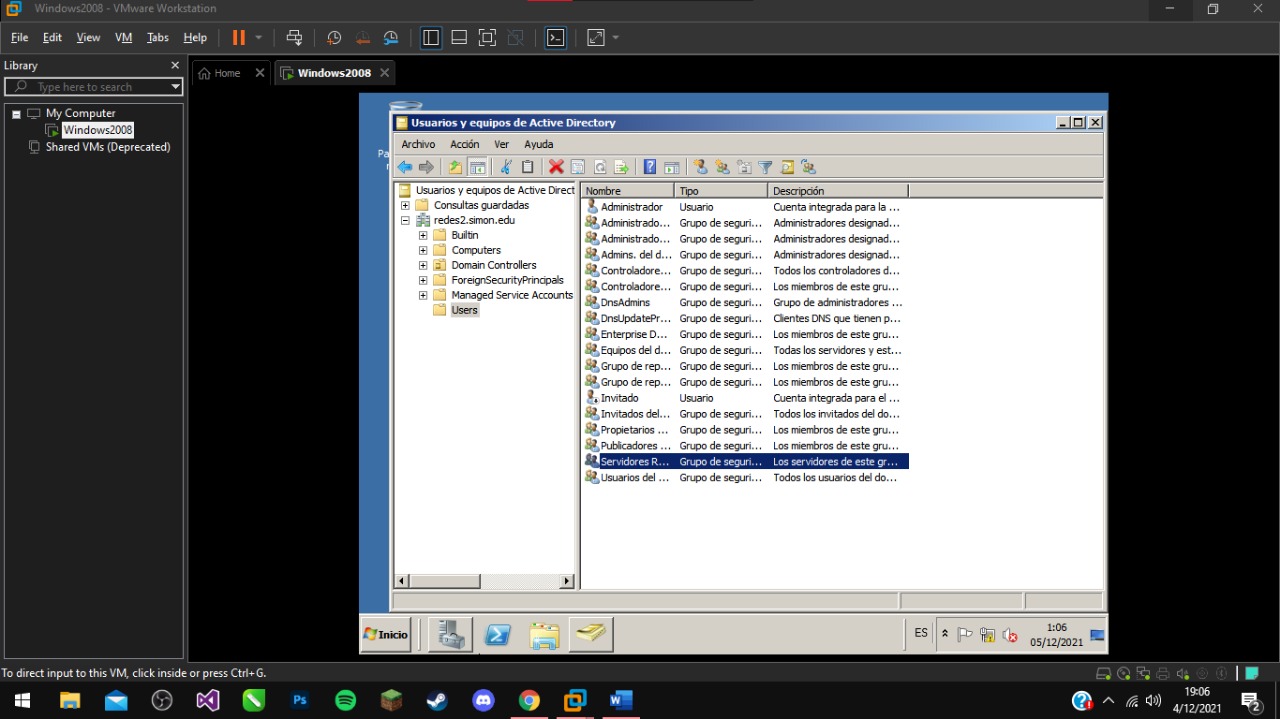 Windows2008 - VMware Workstation
File Edit View VM Tabs Help
Library
Type here to search
My Computer
Windows2008
Shared VMs (Deprecated)
Home
Windows2008
Usuarios y equipos de Active Directory
Archivo Acción Ver Ayuda
Usuarios y equipos de Active Direct
Consultas guardadas
redes2.simon.edu
Builtin
Computers
Domain Controllers
ForeignSecurityPrincipals
Managed Service Accounts
Users
Nombre Tipo Descripción
Administrador Usuario Cuenta integrada para la ...
Administrado... Grupo de seguri... Administradores designad...
Administrado... Grupo de seguri... Administradores designad...
Admins. del d... Grupo de seguri... Administradores designad...
Controladore... Grupo de seguri... Todos los controladores d...
Controladore... Grupo de seguri... Los miembros de este gru...
DnsAdmins Grupo de seguri... Grupo de administradores ...
DnsUpdatePr... Grupo de seguri... Clientes DNS que tienen p...
Enterprise D... Grupo de seguri... Los miembros de este gru...
Equipos del d... Grupo de seguri... Todas los servidores y est...
Grupo de rep... Grupo de seguri... Los miembros de este gru...
Grupo de rep... Grupo de seguri... Los miembros de este gru...
Invitado Usuario Cuenta integrada para el ...
Invitados del... Grupo de seguri... Todos los invitados del do...
Propietarios ... Grupo de seguri... Los miembros de este gru...
Publicadores ... Grupo de seguri... Los miembros de este gru...
Servidores R... Grupo de seguri... Los servidores de este gr...
Usuarios del ... Grupo de seguri... Todos los usuarios del do...
Inicio
ES
1:06
05/12/2021
To direct input to this VM, click inside or press Ctrl+G.
Ps
19:06
4/12/2021
2